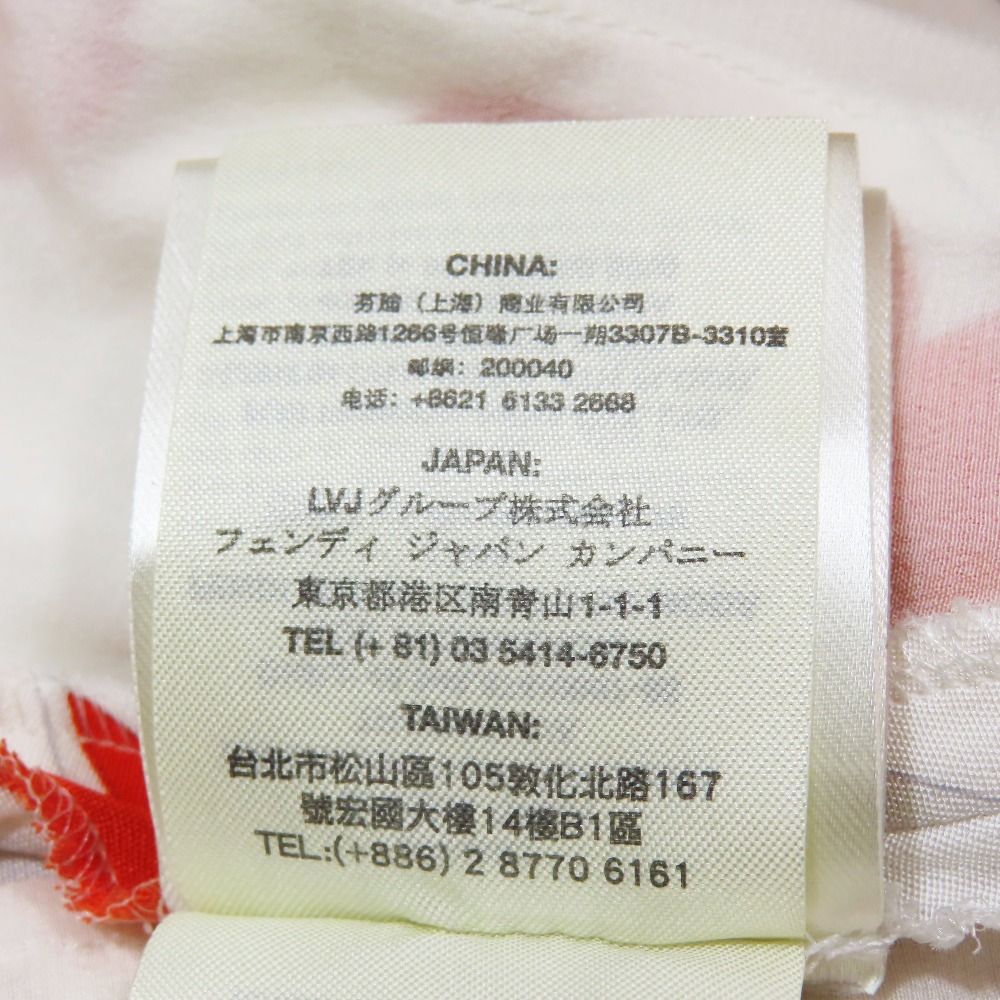 CHINA:
芬迪（上海）商业有限公司
上海市南京西路1266号恒隆广场一期3307B-3310室
邮编：200040
电话：+8621 6133 2668
JAPAN:
LVJグループ株式会社
フェンディ ジャパン カンパニー
東京都港区南青山1-1-1
TEL (+ 81) 03 5414-6750
TAIWAN:
台北市松山區105敦化北路167
號宏國大樓14樓B1區
TEL:(+886) 2 8770 6161